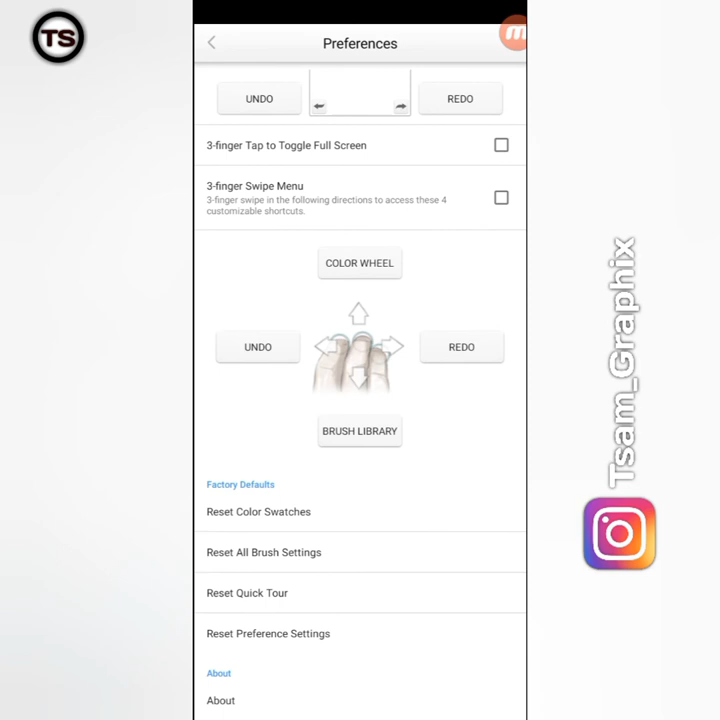 TS
Preferences
UNDO
REDO
3-finger Tap to Toggle Full Screen
3-finger Swipe Menu
3-finger swipe in the following directions to access these 4
customizable shortcuts.
COLOR WHEEL
UNDO
REDO
BRUSH LIBRARY
Factory Defaults
Reset Color Swatches
Reset All Brush Settings
Reset Quick Tour
Reset Preference Settings
About
About
Tsam_Graphix